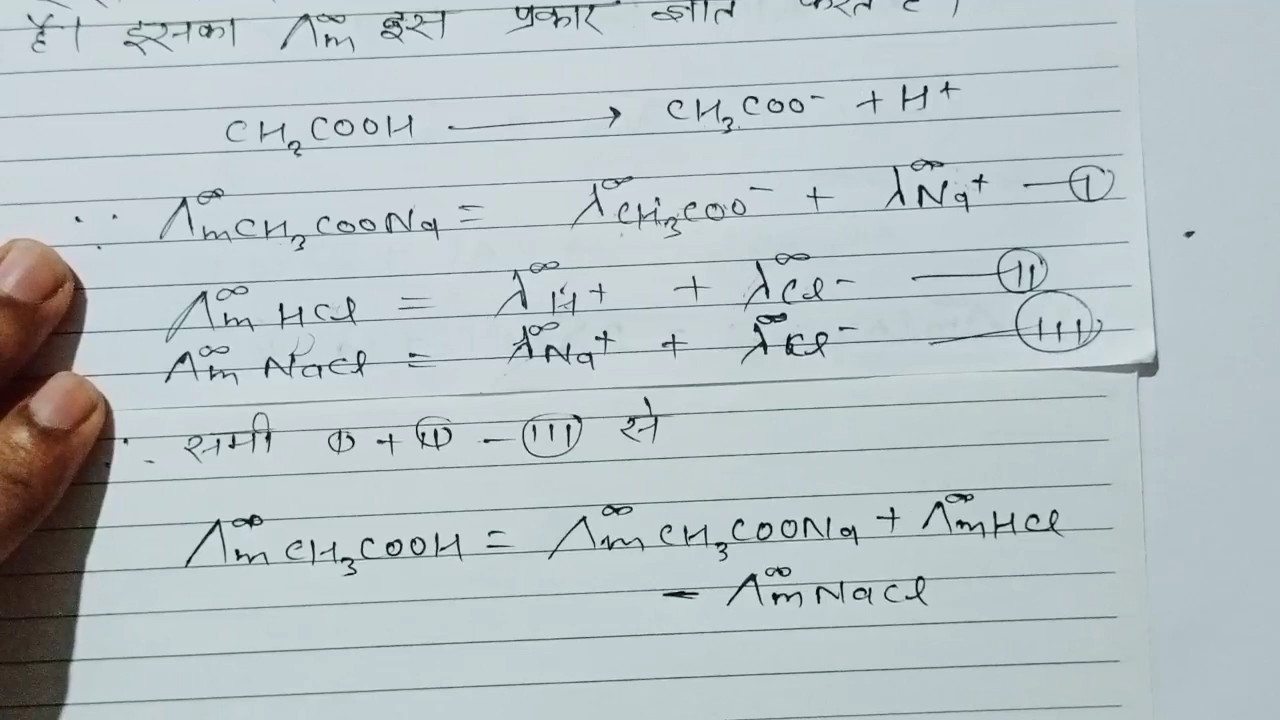 है। इसका Λ∞m इस प्रकार ज्ञात करते हैं।
CH3COOH ⟶ CH3COO⁻ + H⁺
∵ Λ∞m CH3COONa = λ∞CH3COO⁻ + λ∞Na⁺ — Ⓘ
Λ∞m HCl = λ∞H⁺ + λ∞Cl⁻ — (II)
Λ∞m NaCl = λ∞Na⁺ + λ∞Cl⁻ — (III)
∴ समी Ⓘ + (II) - (III) से
Λ∞m CH3COOH = Λ∞m CH3COONa + Λ∞m HCl
- Λ∞m NaCl